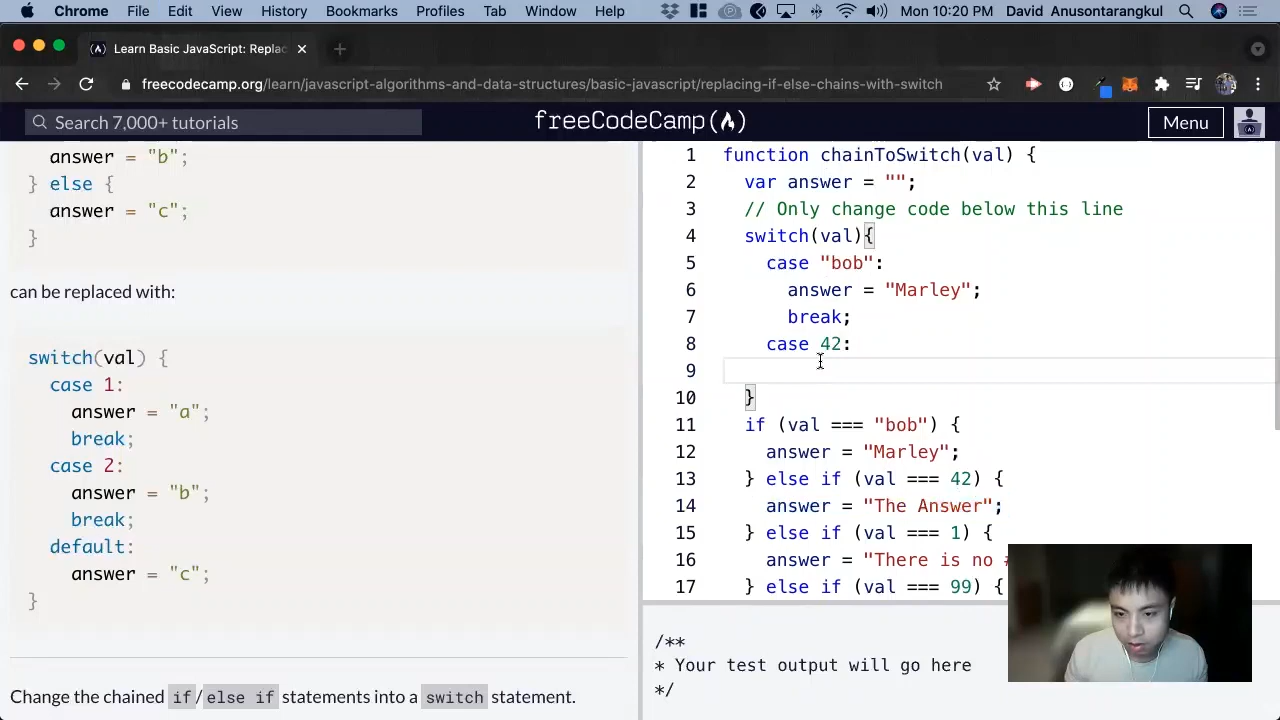 Chrome File Edit View History Bookmarks Profiles Tab Window Help Mon 10:20 PM David Anusontarangkul
Learn Basic JavaScript: Repla
freecodecamp.org/learn/javascript-algorithms-and-data-structures/basic-javascript/replacing-if-else-chains-with-switch
Search 7,000+ tutorials
freeCodeCamp
Menu
answer = "b";
} else {
answer = "c";
}
can be replaced with:
switch(val) {
case 1:
answer = "a";
break;
case 2:
answer = "b";
break;
default:
answer = "c";
}
Change the chained if/else if statements into a switch statement.
1 function chainToSwitch(val) {
2 var answer = "";
3 // Only change code below this line
4 switch(val){
5 case "bob":
6 answer = "Marley";
7 break;
8 case 42:
9
10 }
11 if (val === "bob") {
12 answer = "Marley";
13 } else if (val === 42) {
14 answer = "The Answer";
15 } else if (val === 1) {
16 answer = "There is no #
17 } else if (val === 99) {
/**
* Your test output will go here
*/